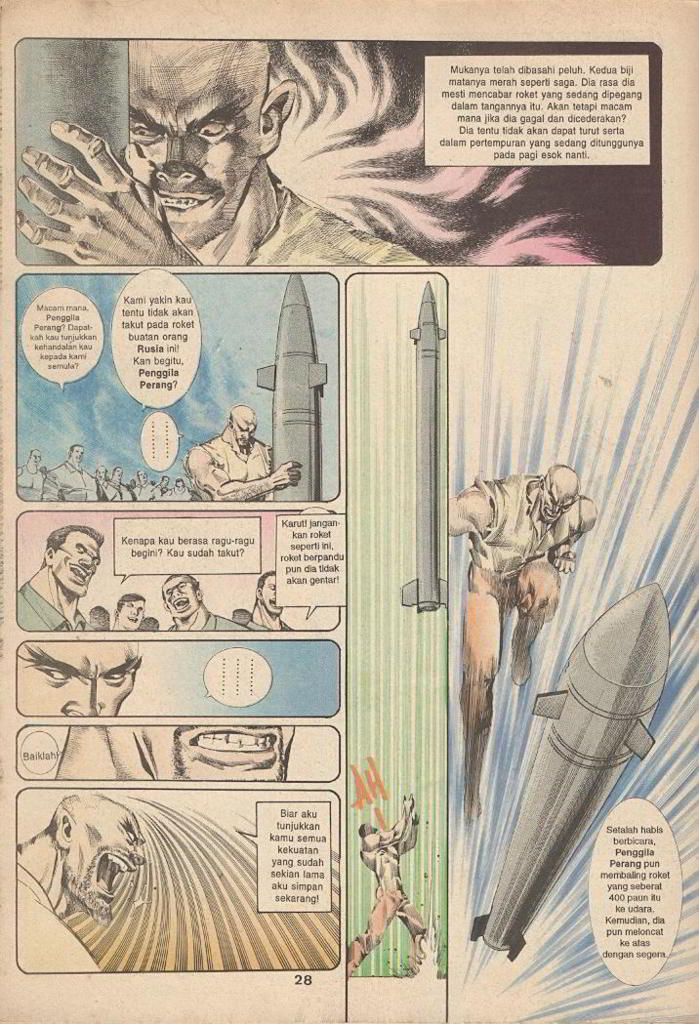 Mukanya telah dibasahi peluh. Kedua biji
matanya merah seperti saga. Dia rasa dia
mesti mencabar roket yang sedang dipegang
dalam tangannya itu. Akan tetapi macam
mana jika dia gagal dan dicederakan?
Dia tentu tidak akan dapat turut serta
dalam pertempuran yang sedang ditunggunya
pada pagi esok nanti.
Macam mana,
Penggila
Perang? Dapat-
kah kau tunjukkan
kehandalan kau
kepada kami
semula?
Kami yakin kau
tentu tidak akan
takut pada roket
buatan orang
Rusia ini!
Kan begitu,
Penggila
Perang?
Kenapa kau berasa ragu-ragu
begini? Kau sudah takut?
Karut! jangan-
kan roket
seperti ini,
roket berpandu
pun dia tidak
akan gentar!
Baiklah!
Biar aku
tunjukkan
kamu semua
kekuatan
yang sudah
sekian lama
aku simpan
sekarang!
AH
Setalah habis
berbicara,
Penggila
Perang pun
membaling roket
yang seberat
400 paun itu
ke udara.
Kemudian, dia
pun meloncat
ke atas
dengan segera.
28